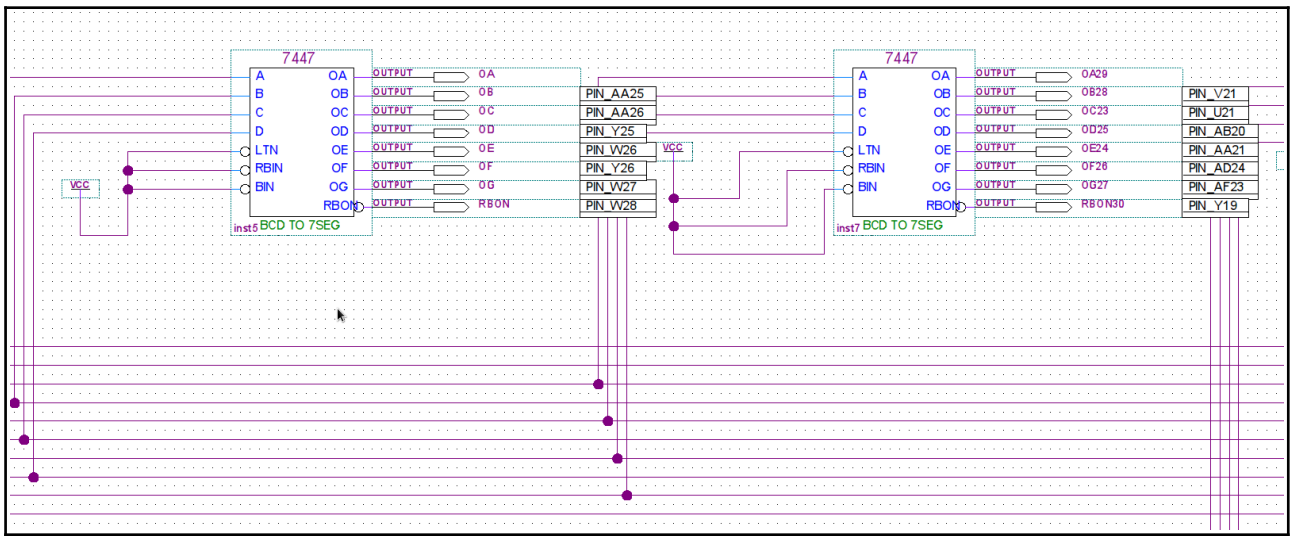 7447
A OA OUTPUT OA
B OB OUTPUT OB PIN_AA25
C OC OUTPUT OC PIN_AA26
D OD OUTPUT OD PIN_Y25
LTN OE OUTPUT OE PIN_W26
RBIN OF OUTPUT OF PIN_Y26
BIN OG OUTPUT OG PIN_W27
RBON OUTPUT RBON PIN_W28
VCC
inst5 BCD TO 7SEG
7447
A OA OUTPUT OA29
B OB OUTPUT OB28 PIN_V21
C OC OUTPUT OC23 PIN_U21
D OD OUTPUT OD25 PIN_AB20
LTN OE OUTPUT OE24 PIN_AA21
RBIN OF OUTPUT OF26 PIN_AD24
BIN OG OUTPUT OG27 PIN_AF23
RBON OUTPUT RBON30 PIN_Y19
VCC
inst7 BCD TO 7SEG